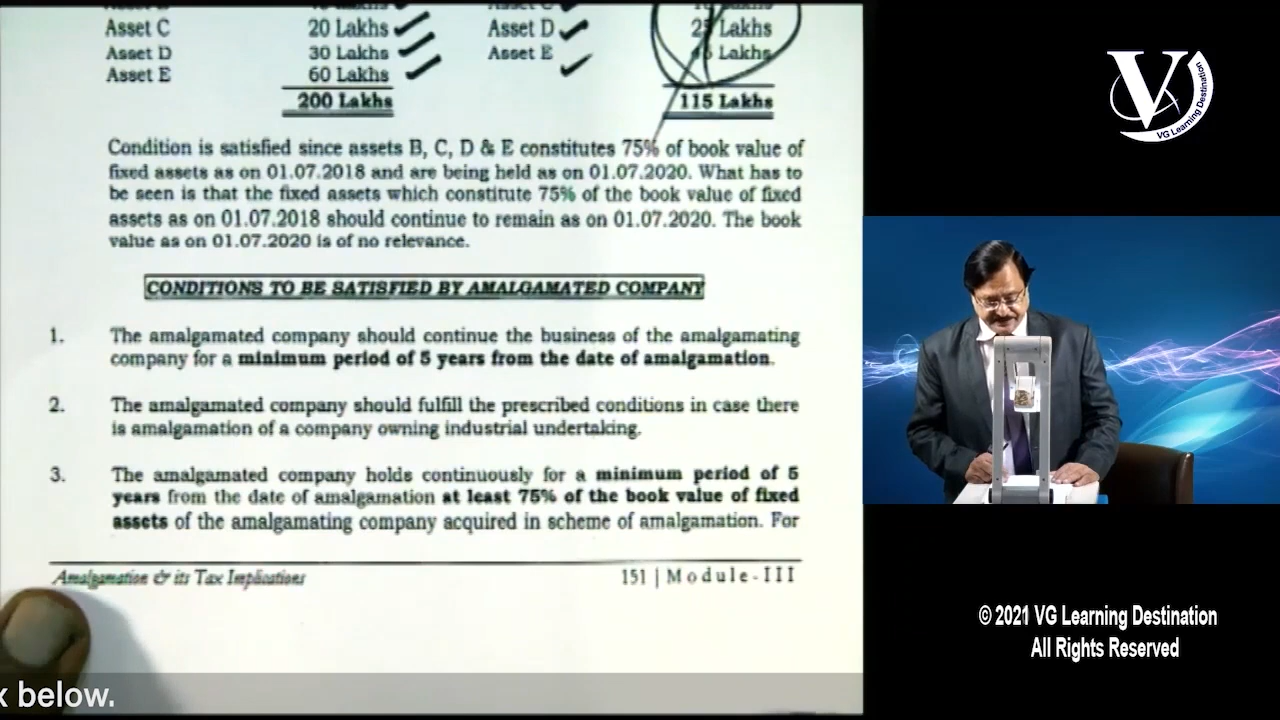 Asset C 20 Lakhs Asset D 25 Lakhs
Asset D 30 Lakhs Asset E Lakhs
Asset E 60 Lakhs
200 Lakhs 115 Lakhs
Condition is satisfied since assets B, C, D & E constitutes 75% of book value of
fixed assets as on 01.07.2018 and are being held as on 01.07.2020. What has to
be seen is that the fixed assets which constitute 75% of the book value of fixed
assets as on 01.07.2018 should continue to remain as on 01.07.2020. The book
value as on 01.07.2020 is of no relevance.
CONDITIONS TO BE SATISFIED BY AMALGAMATED COMPANY
1. The amalgamated company should continue the business of the amalgamating
company for a minimum period of 5 years from the date of amalgamation.
2. The amalgamated company should fulfill the prescribed conditions in case there
is amalgamation of a company owning industrial undertaking.
3. The amalgamated company holds continuously for a minimum period of 5
years from the date of amalgamation at least 75% of the book value of fixed
assets of the amalgamating company acquired in scheme of amalgamation. For
Amalgamation & its Tax Implications 151 | Module-III
below.
V
VG Learning Destination
© 2021 VG Learning Destination
All Rights Reserved